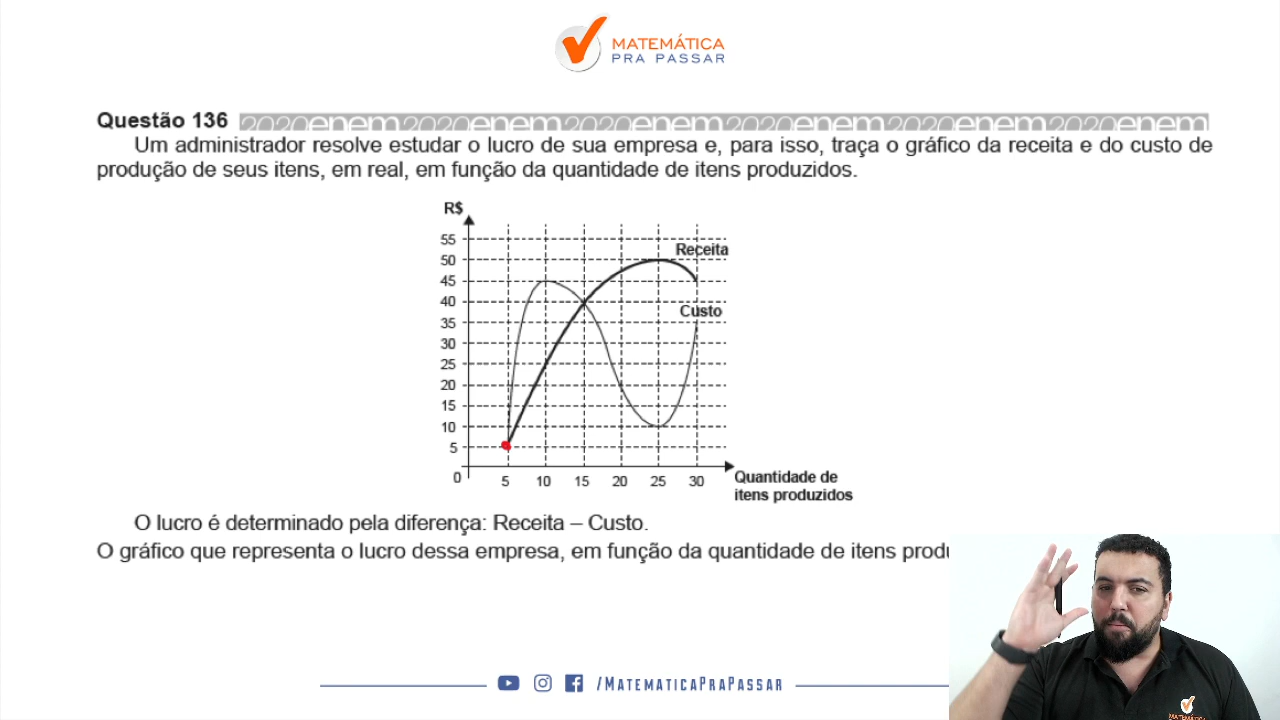 MATEMÁTICA
PRA PASSAR
Questão 136 2020enem2020enem2020enem2020enem2020enem2020enem
Um administrador resolve estudar o lucro de sua empresa e, para isso, traça o gráfico da receita e do custo de
produção de seus itens, em real, em função da quantidade de itens produzidos.
R$
55
50
45
40
35
30
25
20
15
10
5
0
Receita
Custo
5 10 15 20 25 30
Quantidade de
itens produzidos
O lucro é determinado pela diferença: Receita – Custo.
O gráfico que representa o lucro dessa empresa, em função da quantidade de itens
/MATEMATICAPRAPASSAR
MATEMÁTICA